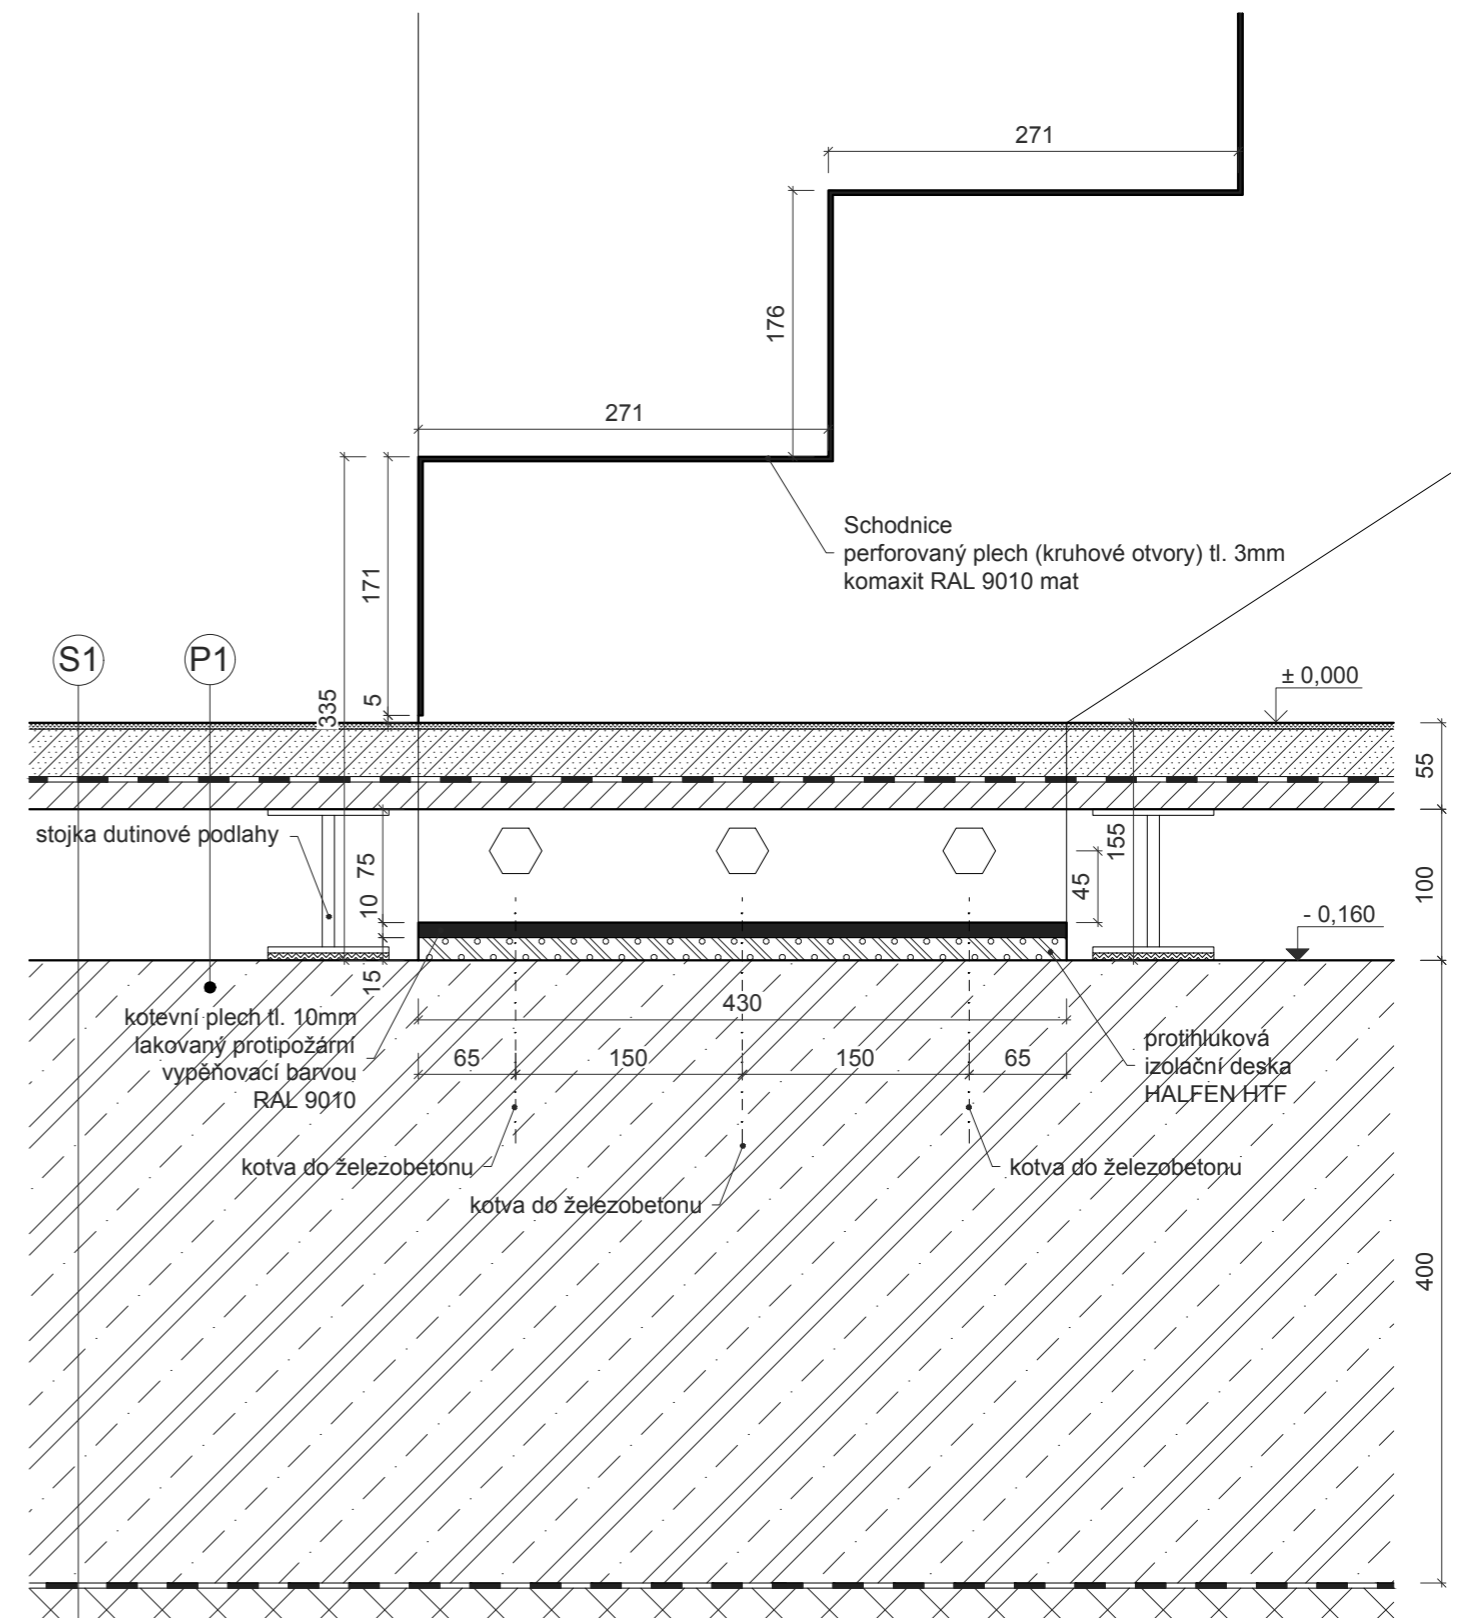 271
176
271
Schodnice
perforovaný plech (kruhové otvory) tl. 3mm
komaxit RAL 9010 mat
171
S1
P1
335
5
± 0,000
55
stojka dutinové podlahy
75
155
10
45
100
- 0,160
15
430
kotevní plech tl. 10mm
lakovaný protipožární
vypěňovací barvou
RAL 9010
65
150
150
65
protihluková
izolační deska
HALFEN HTF
kotva do železobetonu
kotva do železobetonu
kotva do železobetonu
400